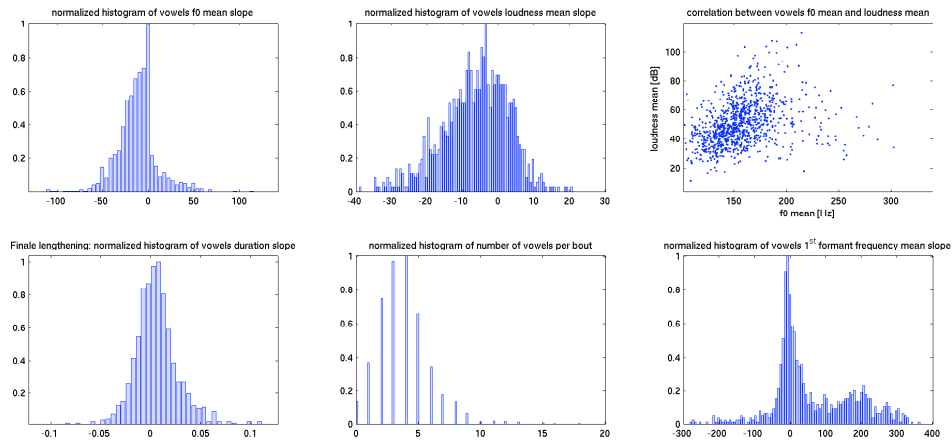 normalized histogram of vowels f0 mean slope
1
0.8
0.6
0.4
0.2
-100 -50 0 50 100
normalized histogram of vowels loudness mean slope
1
0.8
0.6
0.4
0.2
0
-40 -30 -20 -10 0 10 20 30
correlation between vowels f0 mean and loudness mean
loudness mean [dB]
100
80
60
40
20
150 200 250 300
f0 mean [Hz]
Finale lengthening: normalized histogram of vowels duration slope
1
0.8
0.6
0.4
0.2
-0.1 -0.05 0 0.05 0.1
normalized histogram of number of vowels per bout
1
0.8
0.6
0.4
0.2
0
0 5 10 15 20
normalized histogram of vowels 1st formant frequency mean slope
1
0.8
0.6
0.4
0.2
0
-300 -200 -100 0 100 200 300 400